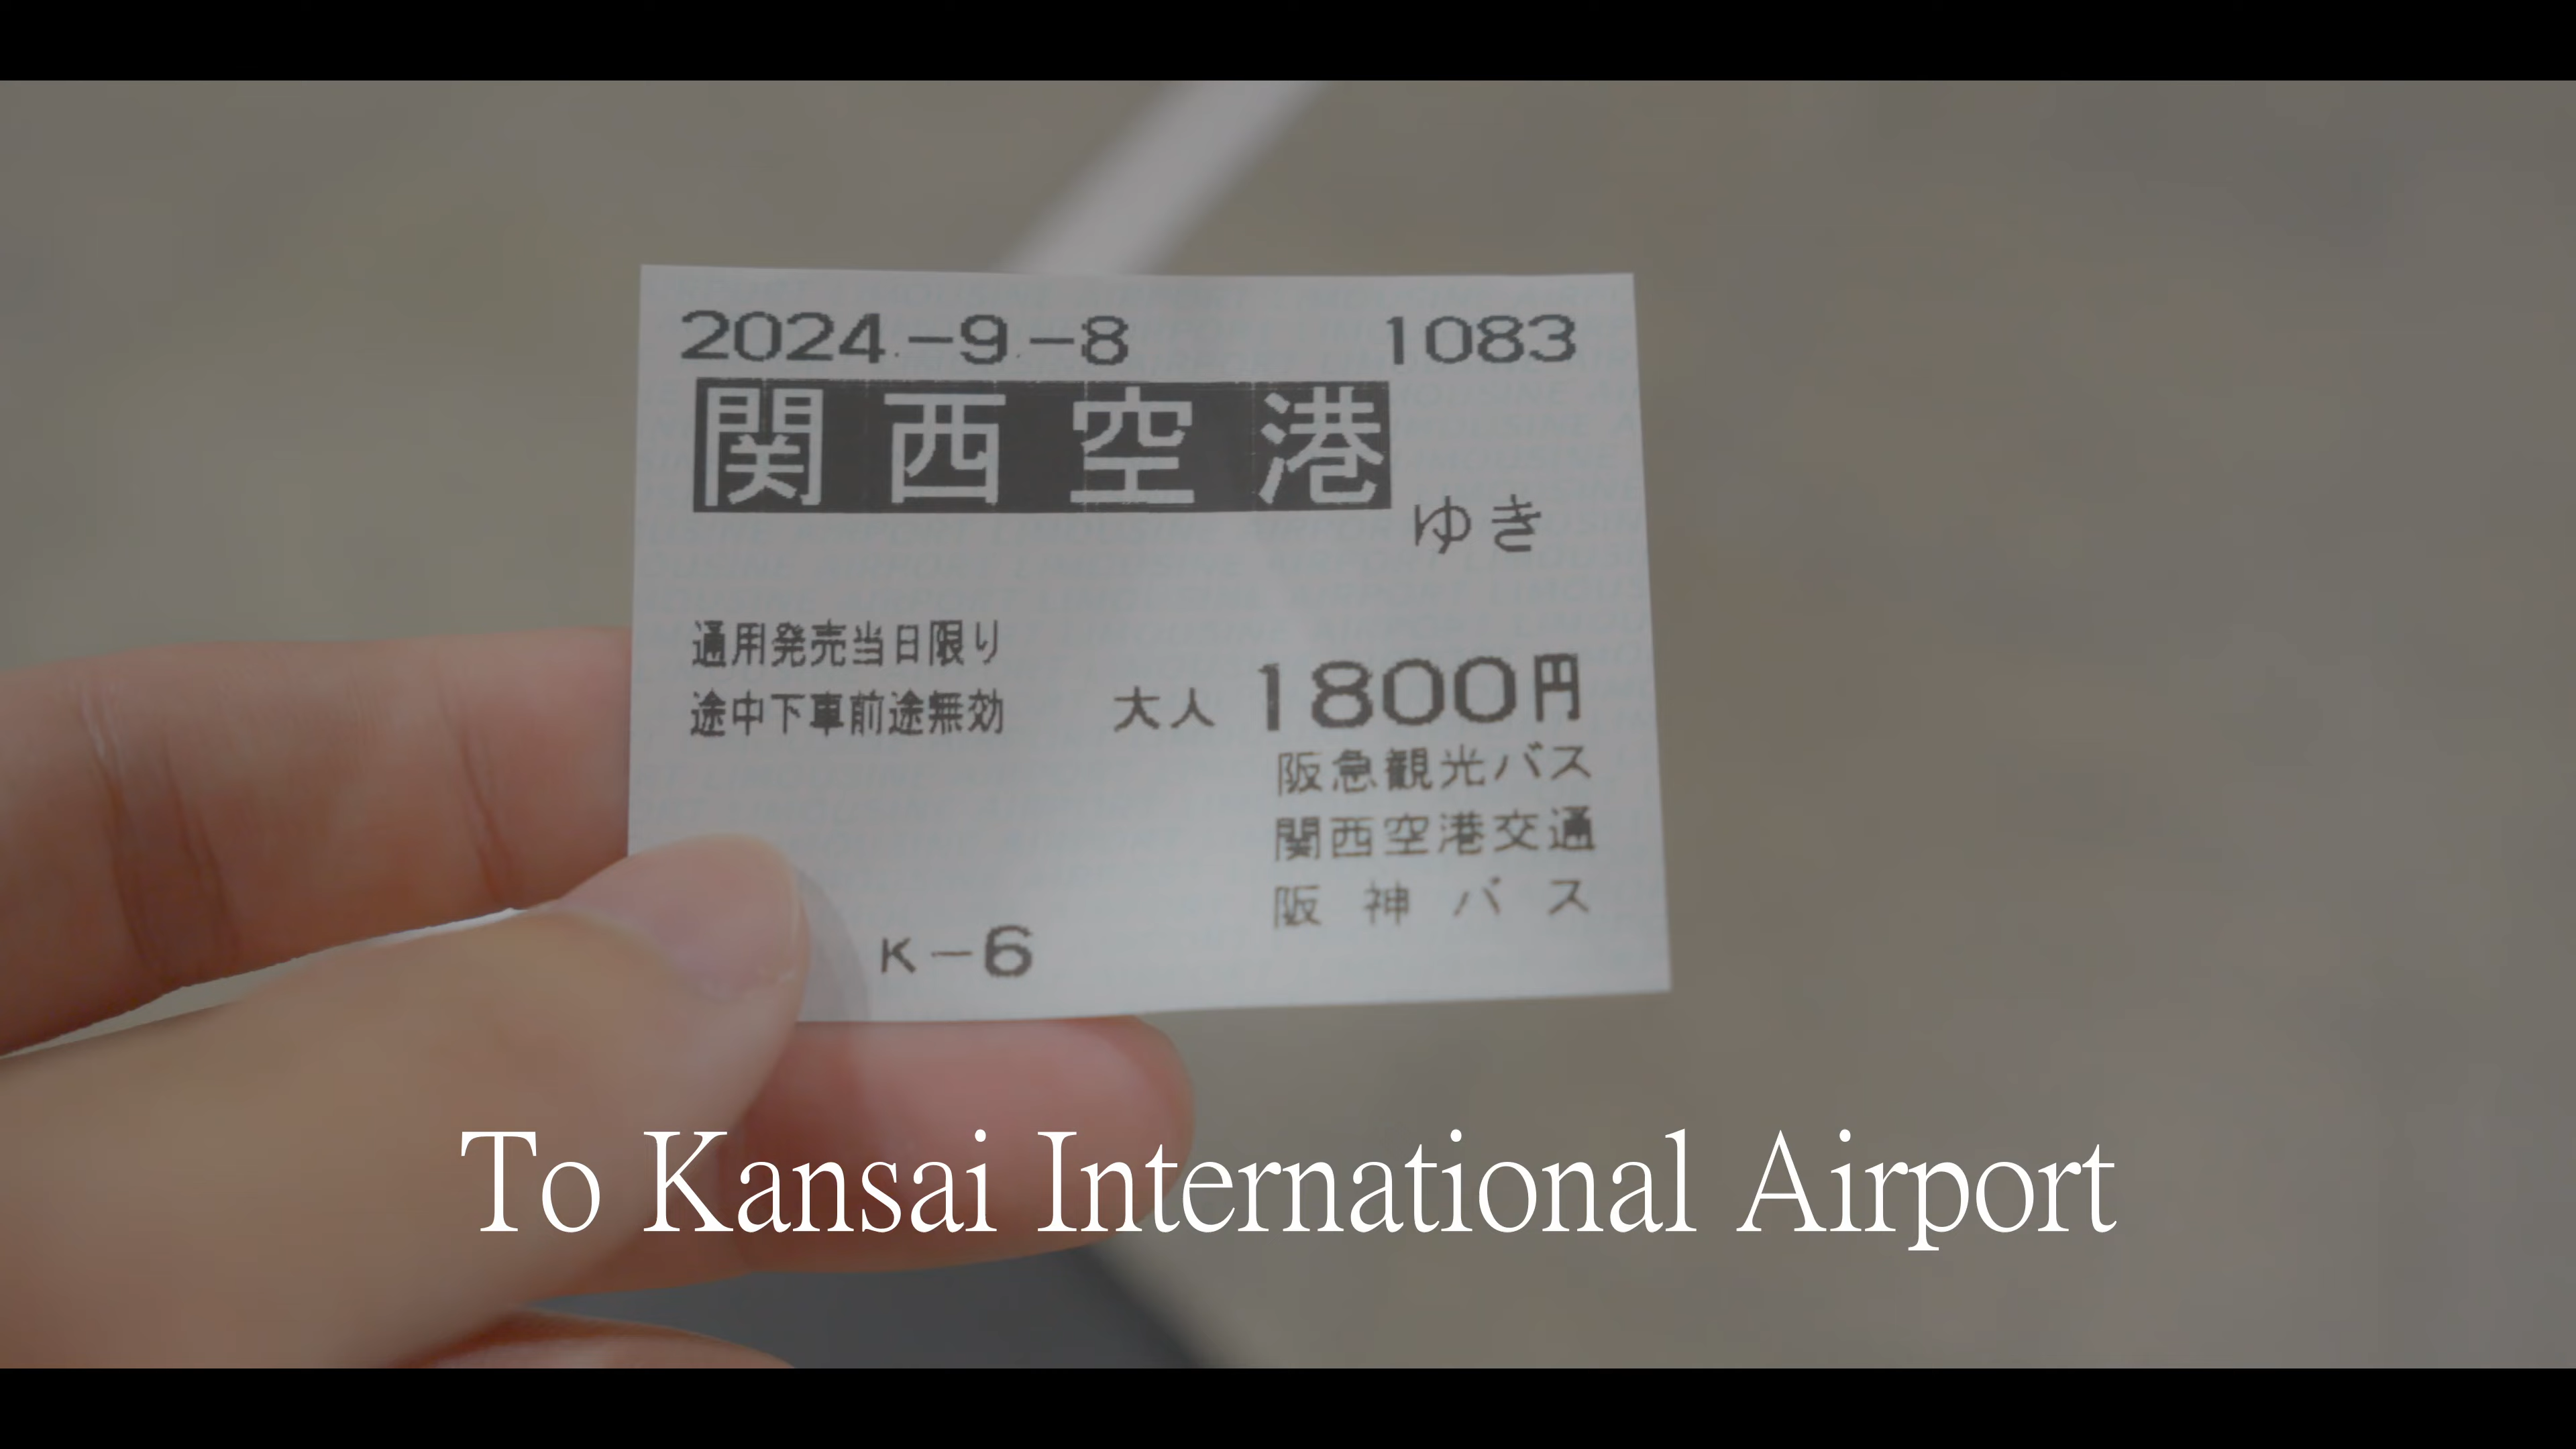 2024-9-8 1083
関西空港 ゆき
通用発売当日限り
途中下車前途無効 大人 1800円
阪急観光バス
関西空港交通
阪神バス
K-6
To Kansai International Airport